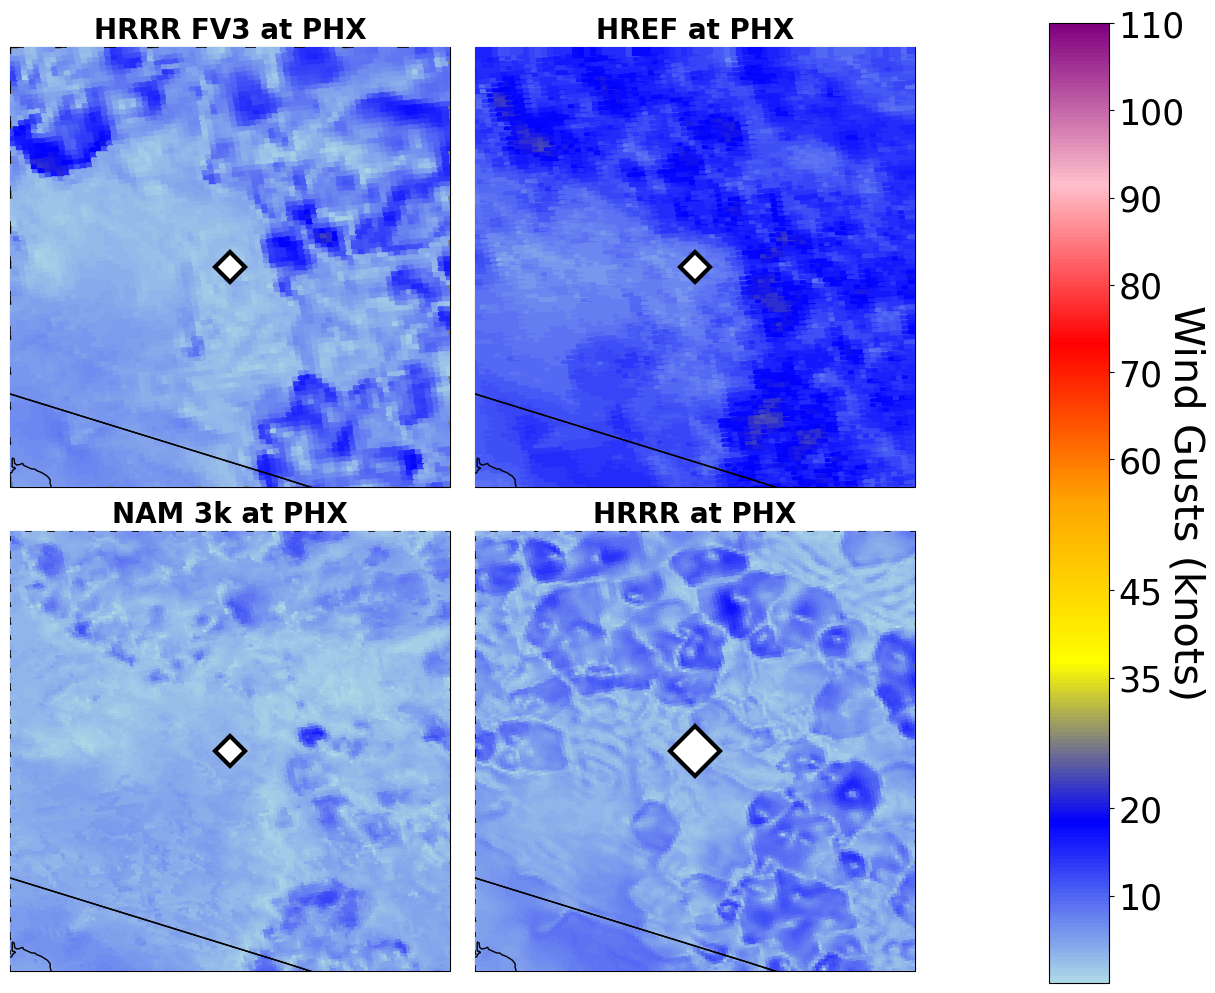 HRRR FV3 at PHX
HREF at PHX
NAM 3k at PHX
HRRR at PHX
110
100
90
80
70
60
45
35
20
10
Wind Gusts (knots)